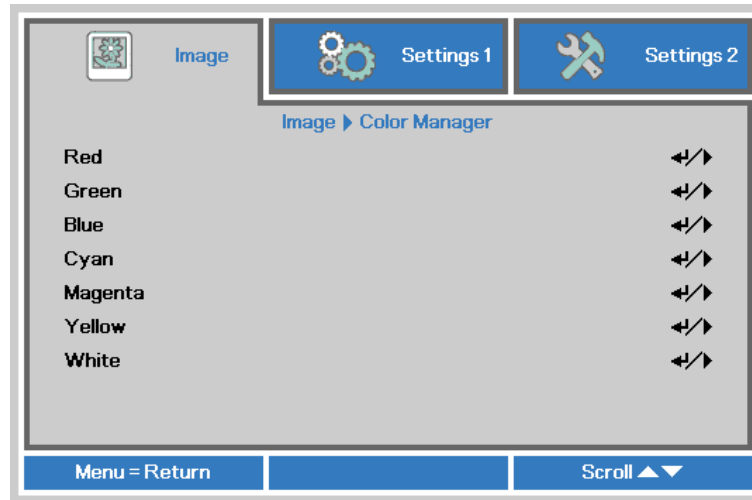 Image Settings 1 Settings 2
Image Color Manager
Red
Green
Blue
Cyan
Magenta
Yellow
White
Menu = Return Scroll